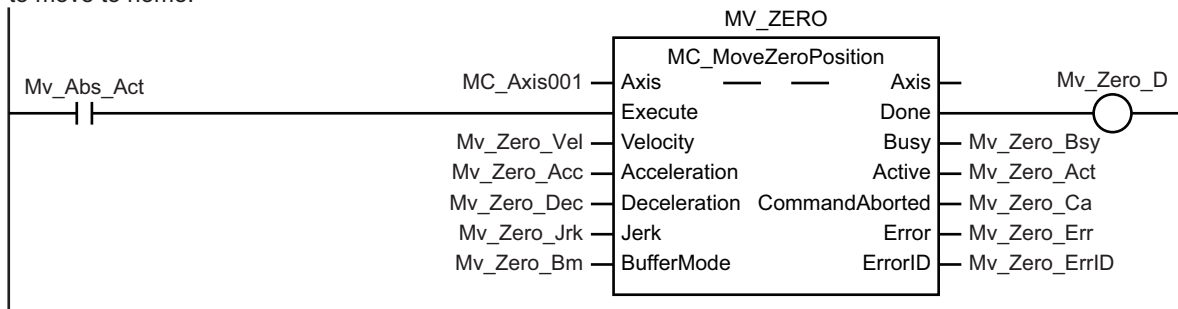 to move to home.
MV_ZERO
MC_MoveZeroPosition
Mv_Abs_Act MC_Axis001 Axis Axis Mv_Zero_D
Execute Done
Mv_Zero_Vel Velocity Busy Mv_Zero_Bsy
Mv_Zero_Acc Acceleration Active Mv_Zero_Act
Mv_Zero_Dec Deceleration CommandAborted Mv_Zero_Ca
Mv_Zero_Jrk Jerk Error Mv_Zero_Err
Mv_Zero_Bm BufferMode ErrorID Mv_Zero_ErrID